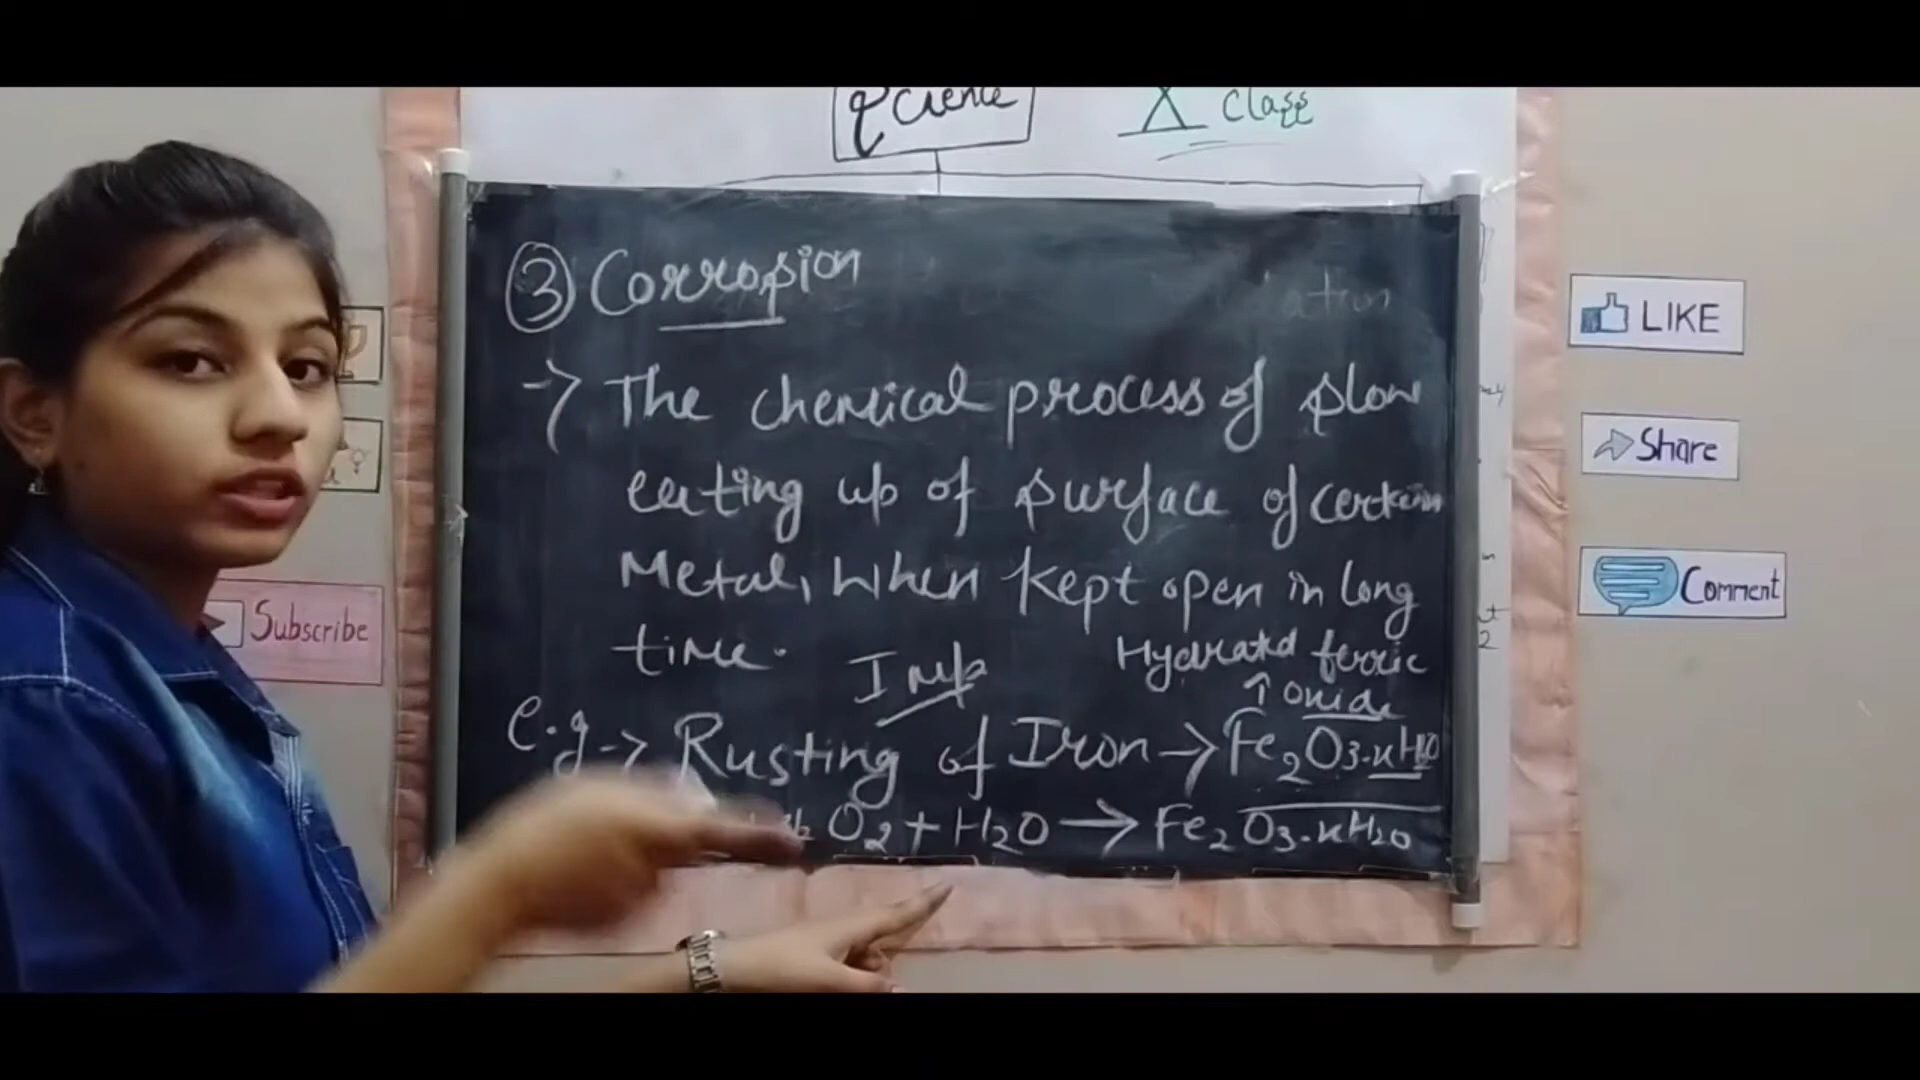 Science
X Class
③ Corrosion
→ The chemical process of slow
eating up of surface of certain
Metal, when kept open in long
time.
Imp
Hydrated ferric
↑ oxide
e.g → Rusting of Iron → Fe₂O₃.xH₂O
O₂ + H₂O → Fe₂O₃.xH₂O
LIKE
Share
Comment
Subscribe